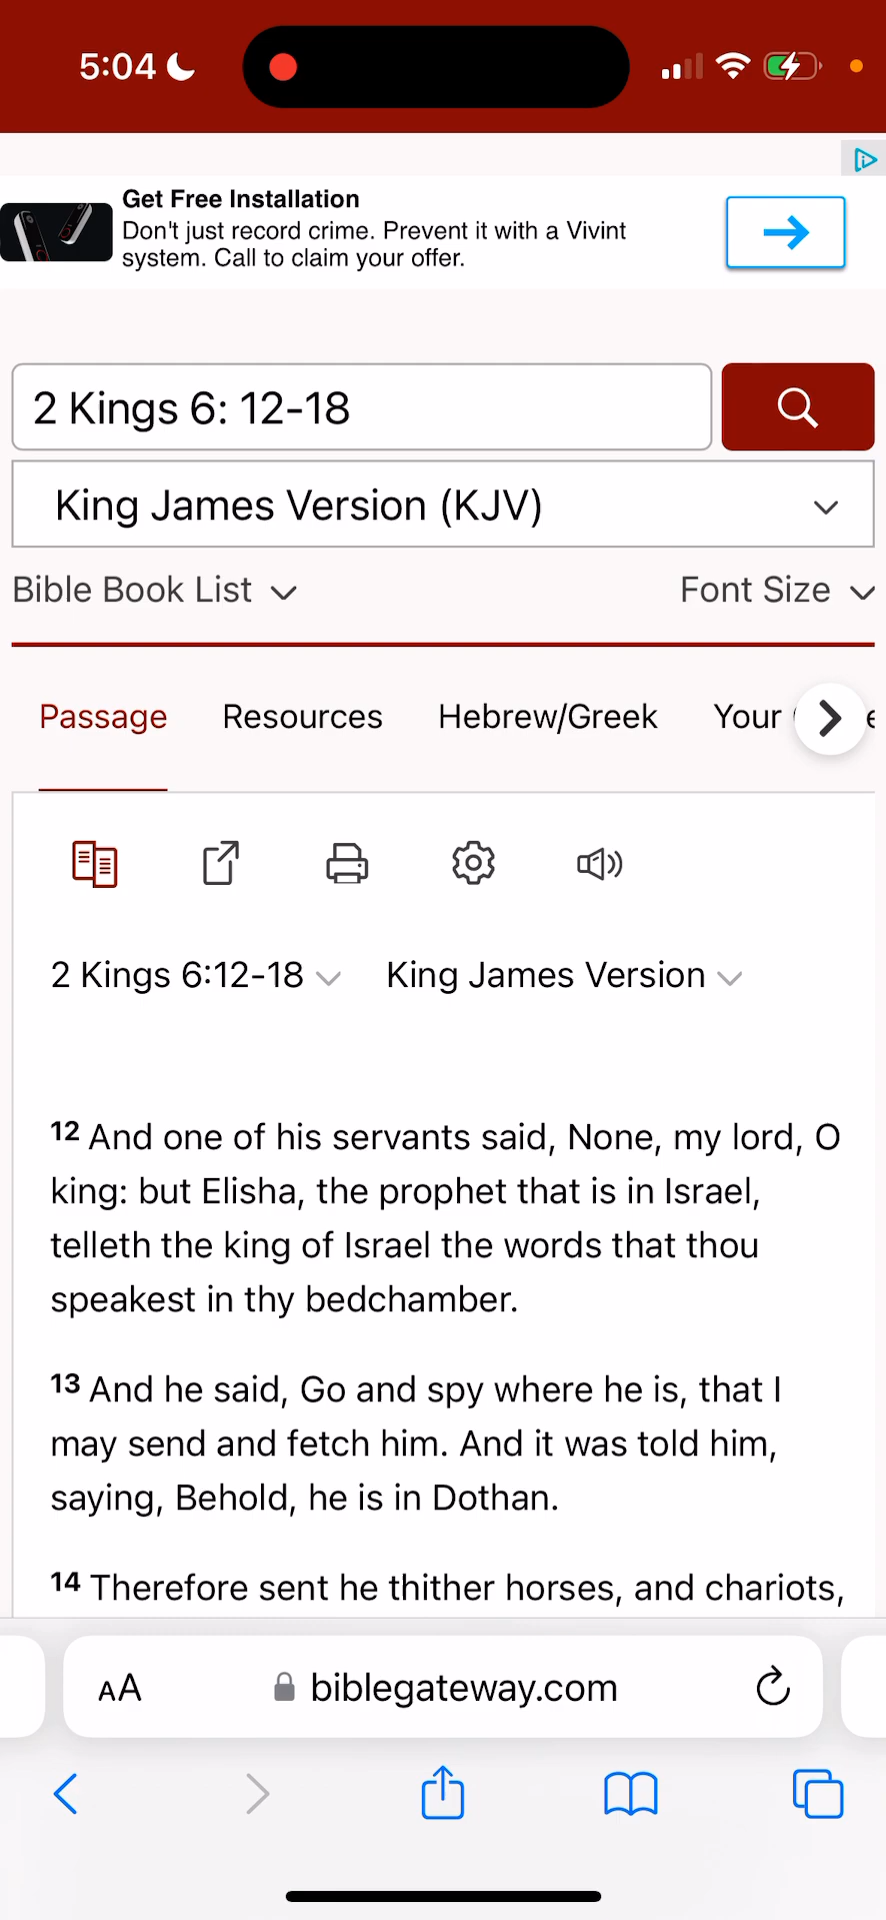 5:04
Get Free Installation
Don't just record crime. Prevent it with a Vivint
system. Call to claim your offer.
2 Kings 6: 12-18
King James Version (KJV)
Bible Book List Font Size
Passage Resources Hebrew/Greek Your
2 Kings 6:12-18 King James Version
12 And one of his servants said, None, my lord, O
king: but Elisha, the prophet that is in Israel,
telleth the king of Israel the words that thou
speakest in thy bedchamber.
13 And he said, Go and spy where he is, that I
may send and fetch him. And it was told him,
saying, Behold, he is in Dothan.
14 Therefore sent he thither horses, and chariots,
AA biblegateway.com